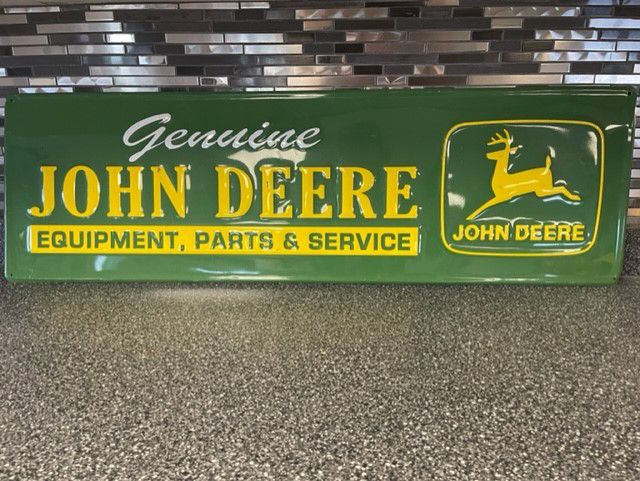 Genuine
JOHN DEERE
EQUIPMENT, PARTS & SERVICE
JOHN DEERE